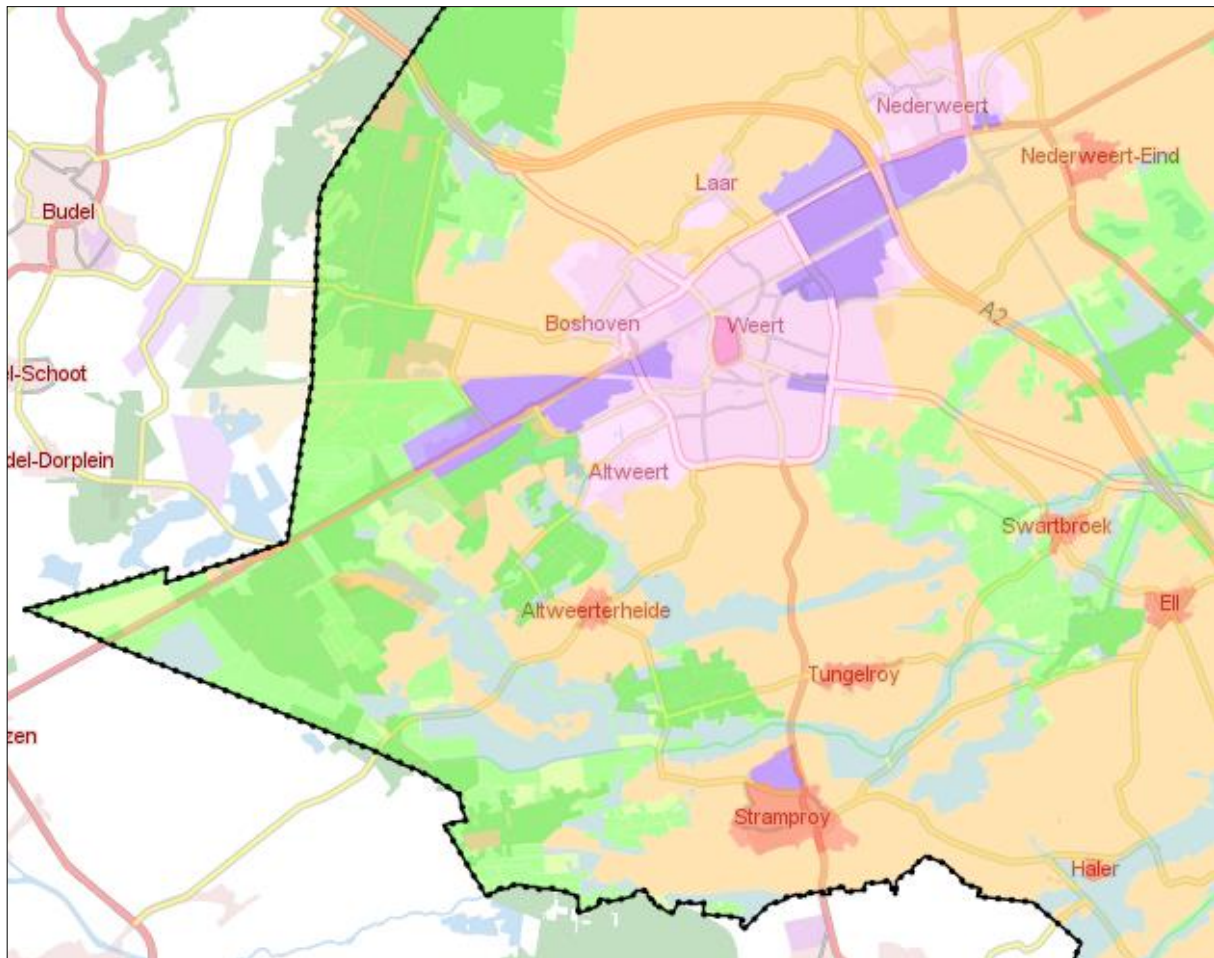 Nederweert
Nederweert-Eind
Laar
Budel
A2
Boshoven
Weert
el-Schoot
del-Dorplein
Altweert
Swartbroek
Altweerterheide
Ell
Tungelroy
zen
Stramproy
Haler